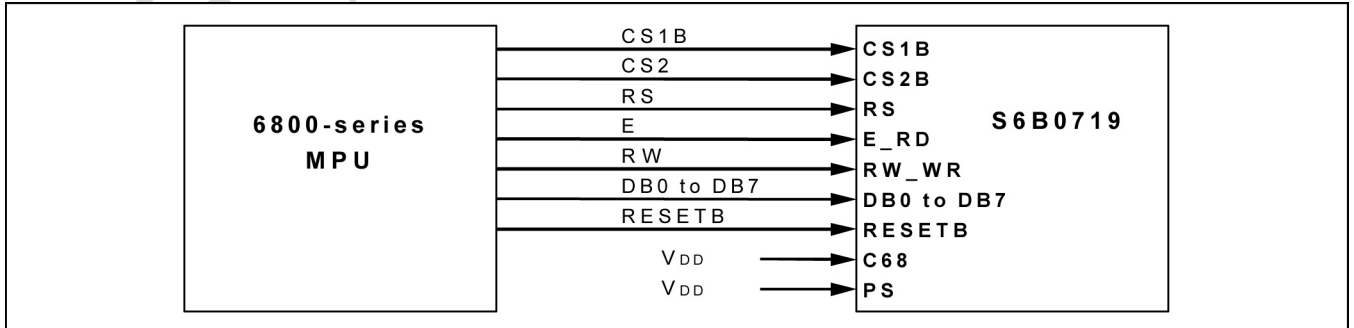 6800-series
MPU
CS1B
CS2
RS
E
RW
DB0 to DB7
RESETB
VDD
VDD
CS1B
CS2B
RS
E_RD
RW_WR
DB0 to DB7
RESETB
C68
PS
S6B0719